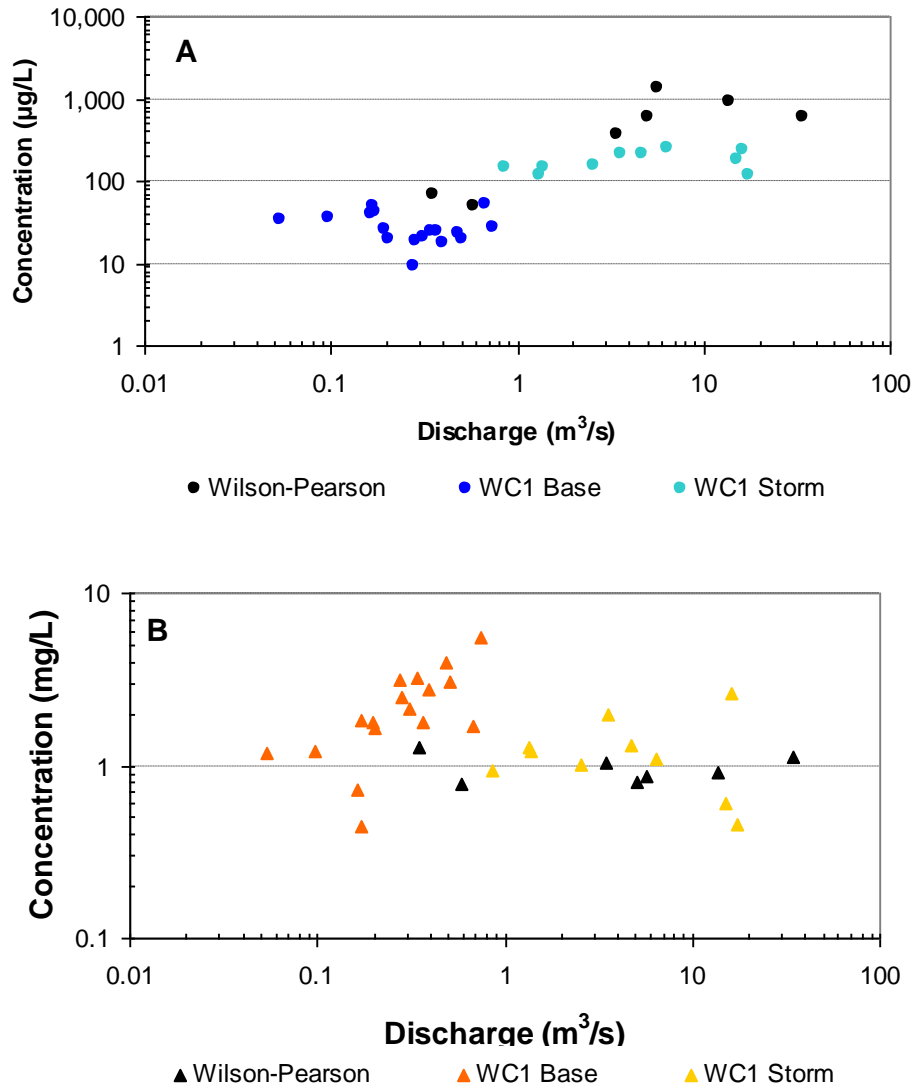 A
Concentration (µg/L)
10,000
1,000
100
10
1
0.01 0.1 1 10 100
Discharge (m³/s)
Wilson-Pearson WC1 Base WC1 Storm
B
Concentration (mg/L)
10
1
0.1
0.01 0.1 1 10 100
Discharge (m³/s)
Wilson-Pearson WC1 Base WC1 Storm